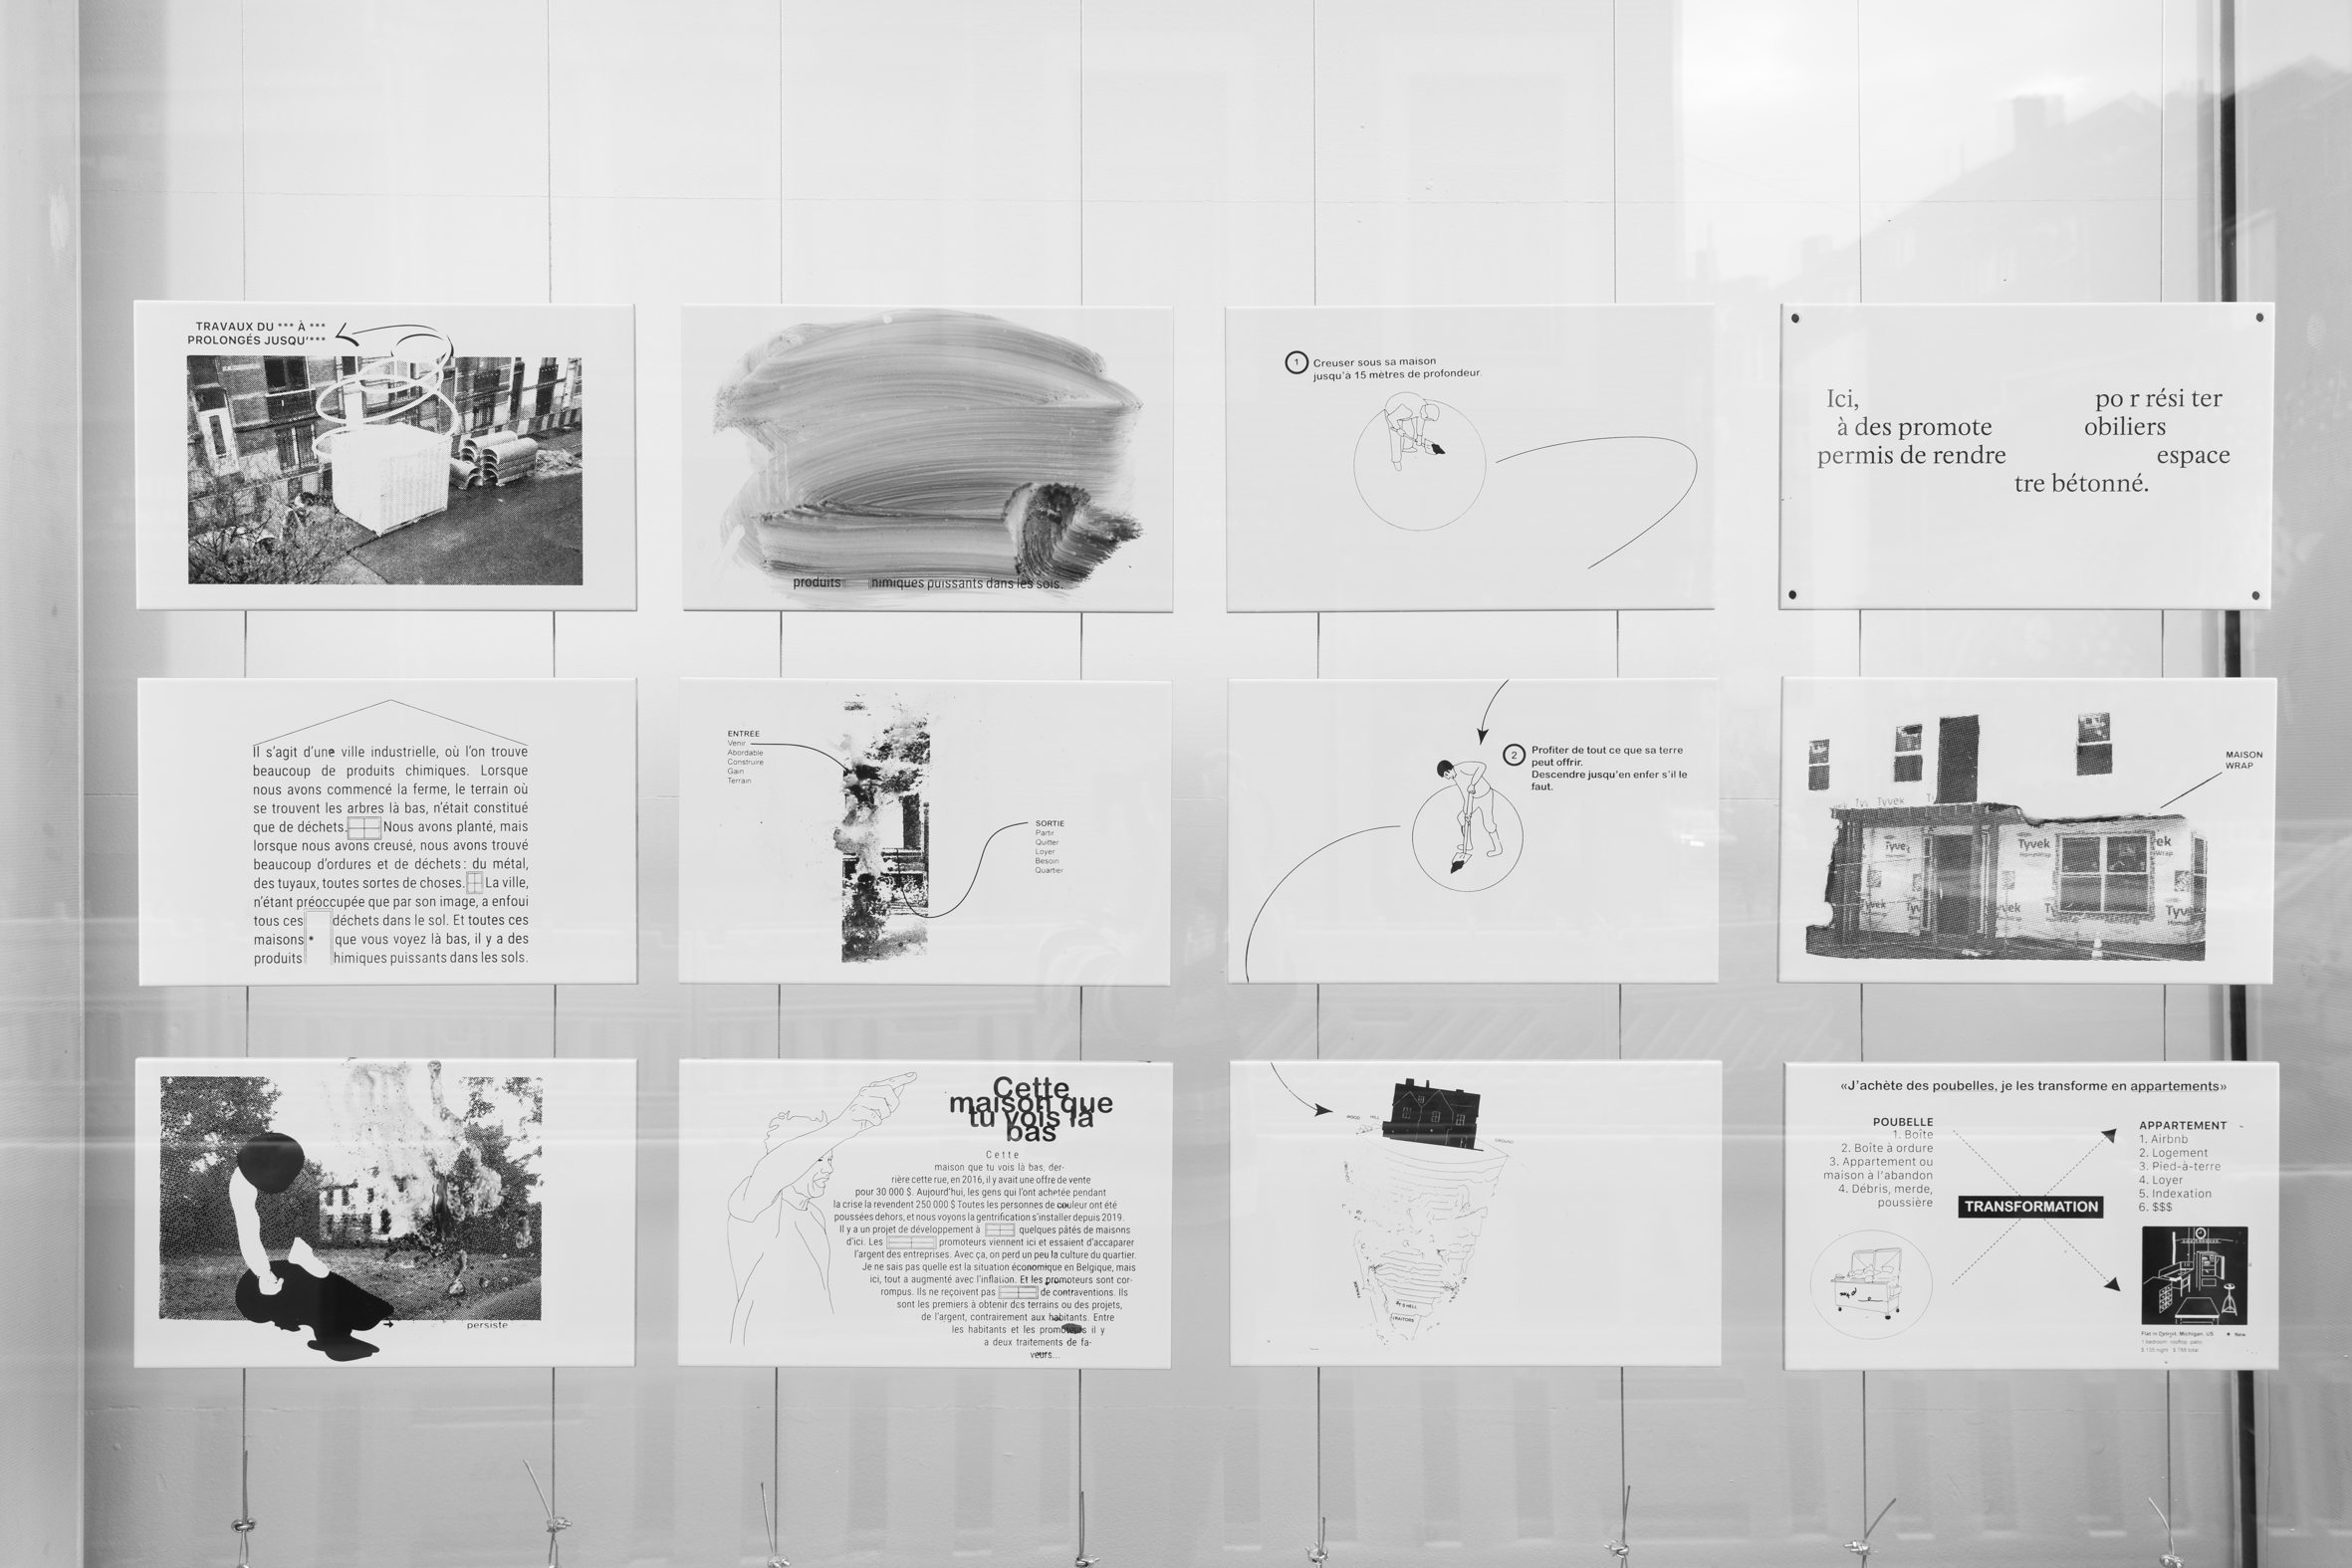 TRAVAUX DU *** À ***
PROLONGÉS JUSQU'***
produits himiques puissants dans les sols.
1 Creuser sous sa maison
jusqu'à 15 mètres de profondeur.
Ici, po r rési ter
à des promote obiliers
permis de rendre espace
tre bétonné.
Il s'agit d'une ville industrielle, où l'on trouve
beaucoup de produits chimiques. Lorsque
nous avons commencé la ferme, le terrain où
se trouvent les arbres là bas, n'était constitué
que de déchets. Nous avons planté, mais
lorsque nous avons creusé, nous avons trouvé
beaucoup d'ordures et de déchets : du métal,
des tuyaux, toutes sortes de choses. La ville,
n'étant préoccupée que par son image, a enfoui
tous ces déchets dans le sol. Et toutes ces
maisons que vous voyez là bas, il y a des
produits himiques puissants dans les sols.
ENTRÉE
Venir
Abordable
Construire
Gain
Terrain
SORTIE
Partir
Quitter
Loyer
Besoin
Quartier
2 Profiter de tout ce que sa terre
peut offrir.
Descendre jusqu'en enfer s'il le
faut.
MAISON
WRAP
Tyvek
Tyvek
Tyvek
persiste
Cette
maison que
tu vois là
bas
Cette
maison que tu vois là bas, der-
rière cette rue, en 2016, il y avait une offre de vente
pour 30 000 $. Aujourd'hui, les gens qui l'ont achetée pendant
la crise la revendent 250 000 $ Toutes les personnes de couleur ont été
poussées dehors, et nous voyons la gentrification s'installer depuis 2019.
Il y a un projet de développement à quelques pâtés de maisons
d'ici. Les promoteurs viennent ici et essaient d'accaparer
l'argent des entreprises. Avec ça, on perd un peu la culture du quartier.
Je ne sais pas quelle est la situation économique en Belgique, mais
ici, tout a augmenté avec l'inflation. Et les promoteurs sont cor-
rompus. Ils ne reçoivent pas de contraventions. Ils
sont les premiers à obtenir des terrains ou des projets,
de l'argent, contrairement aux habitants. Entre
les habitants et les promoteurs il y
a deux traitements de fa-
veurs...
GROUND
TRAITORS
«J'achète des poubelles, je les transforme en appartements»
POUBELLE
1. Boîte
2. Boîte à ordure
3. Appartement ou
maison à l'abandon
4. Débris, merde,
poussière
TRANSFORMATION
APPARTEMENT
1. Airbnb
2. Logement
3. Pied-à-terre
4. Loyer
5. Indexation
6. $$$
Flat in Detroit, Michigan, US New